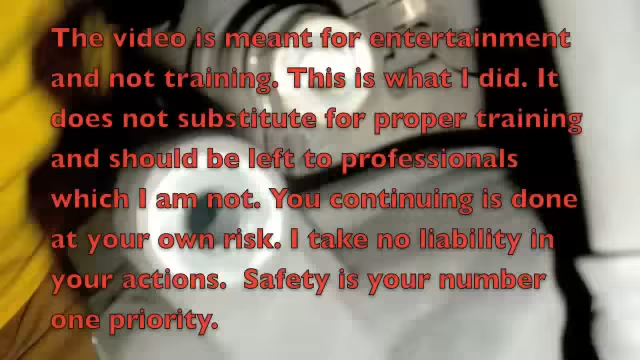 The video is meant for entertainment
and not training. This is what I did. It
does not substitute for proper training
and should be left to professionals
which I am not. You continuing is done
at your own risk. I take no liability in
your actions.  Safety is your number
one priority.